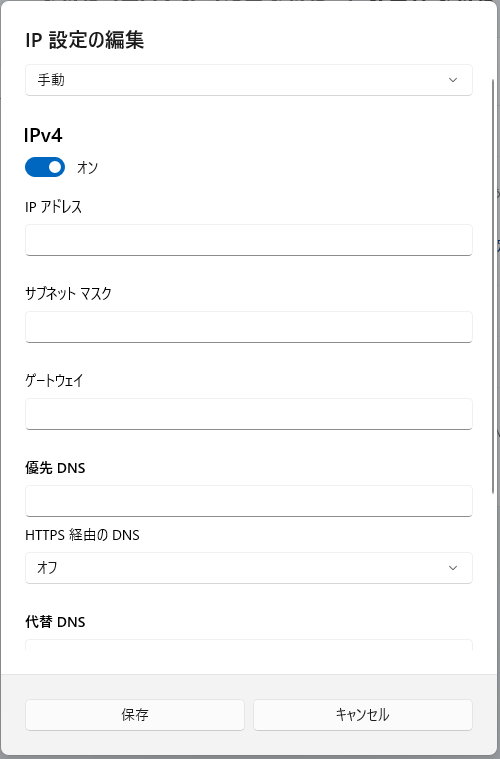 IP 設定の編集
手動
IPv4
オン
IP アドレス
サブネット マスク
ゲートウェイ
優先 DNS
HTTPS 経由の DNS
オフ
代替 DNS
保存
キャンセル